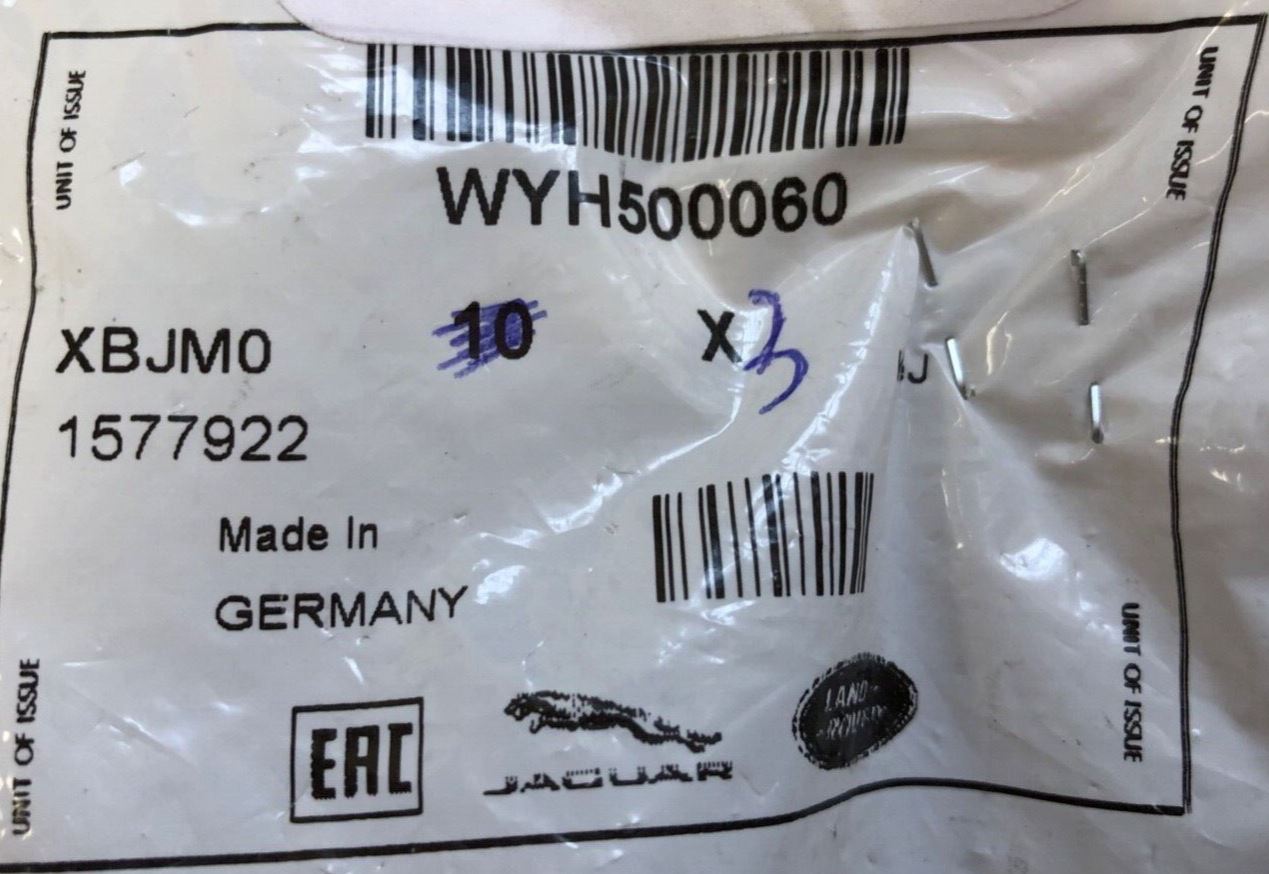 UNIT OF ISSUE
UNIT OF ISSUE
WYH500060
XBJM0
10
X3
1577922
Made In
GERMANY
UNIT OF ISSUE
UNIT OF ISSUE
EAC
JAGUAR
LAND-
ROVER